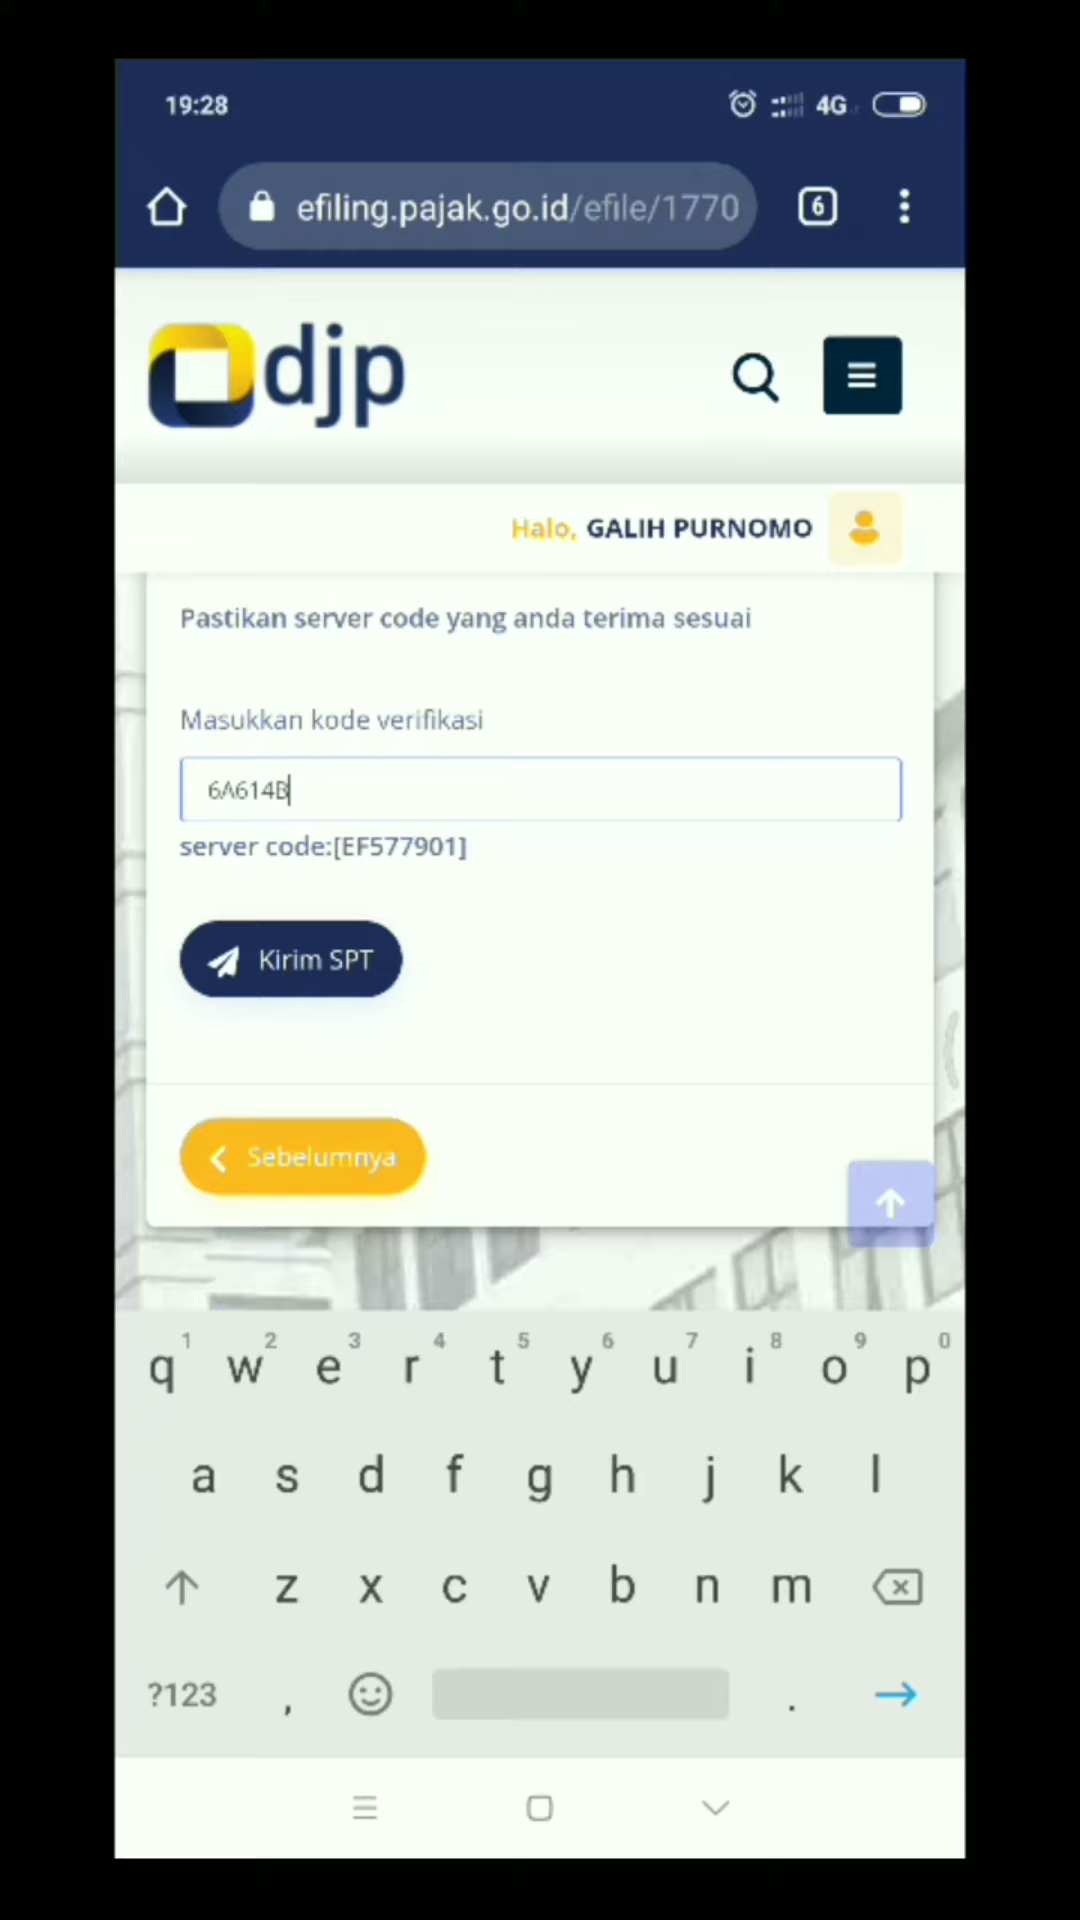 19:28
4G
efiling.pajak.go.id/efile/1770
6
djp
Halo, GALIH PURNOMO
Pastikan server code yang anda terima sesuai
Masukkan kode verifikasi
6A614B
server code:[EF577901]
Kirim SPT
Sebelumnya
1 2 3 4 5 6 7 8 9 0
q w e r t y u i o p
a s d f g h j k l
z x c v b n m
?123 , .